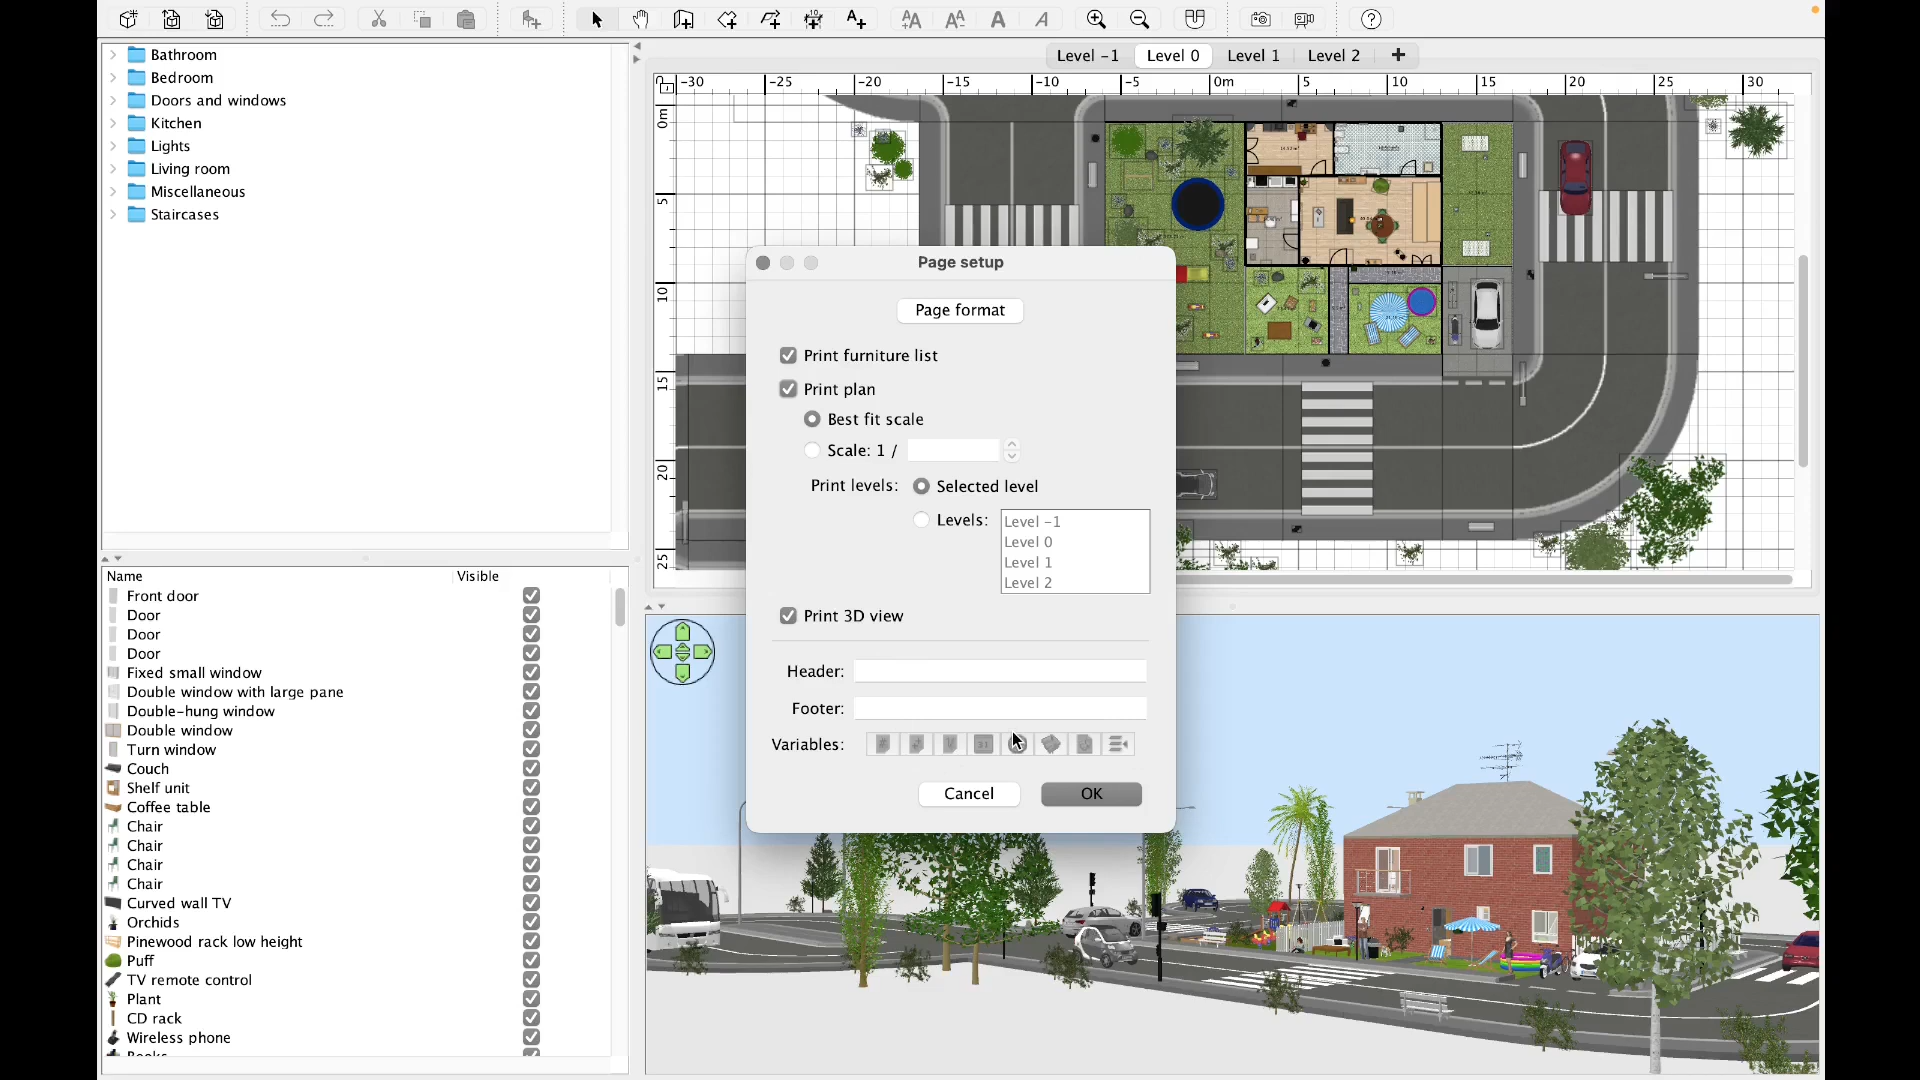 Bathroom
Bedroom
Doors and windows
Kitchen
Lights
Living room
Miscellaneous
Staircases
Name Visible
Front door
Door
Door
Door
Fixed small window
Double window with large pane
Double-hung window
Double window
Turn window
Couch
Shelf unit
Coffee table
Chair
Chair
Chair
Chair
Curved wall TV
Orchids
Pinewood rack low height
Puff
TV remote control
Plant
CD rack
Wireless phone
Books
Level -1 Level 0 Level 1 Level 2 +
-30 -25 -20 -15 -10 -5 0m 5 10 15 20 25 30
0m
5
10
15
20
25
Page setup
Page format
Print furniture list
Print plan
Best fit scale
Scale: 1 /
Print levels: Selected level
Levels: Level -1
Level 0
Level 1
Level 2
Print 3D view
Header:
Footer:
Variables:
Cancel OK